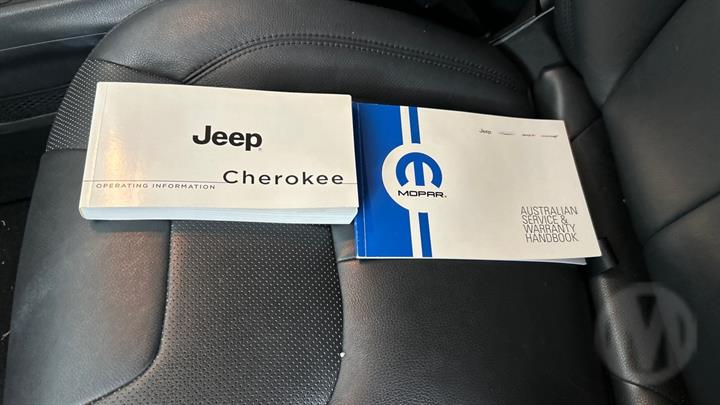 Jeep
Cherokee
OPERATING INFORMATION
MOPAR
Jeep
AUSTRALIAN
SERVICE &
WARRANTY
HANDBOOK